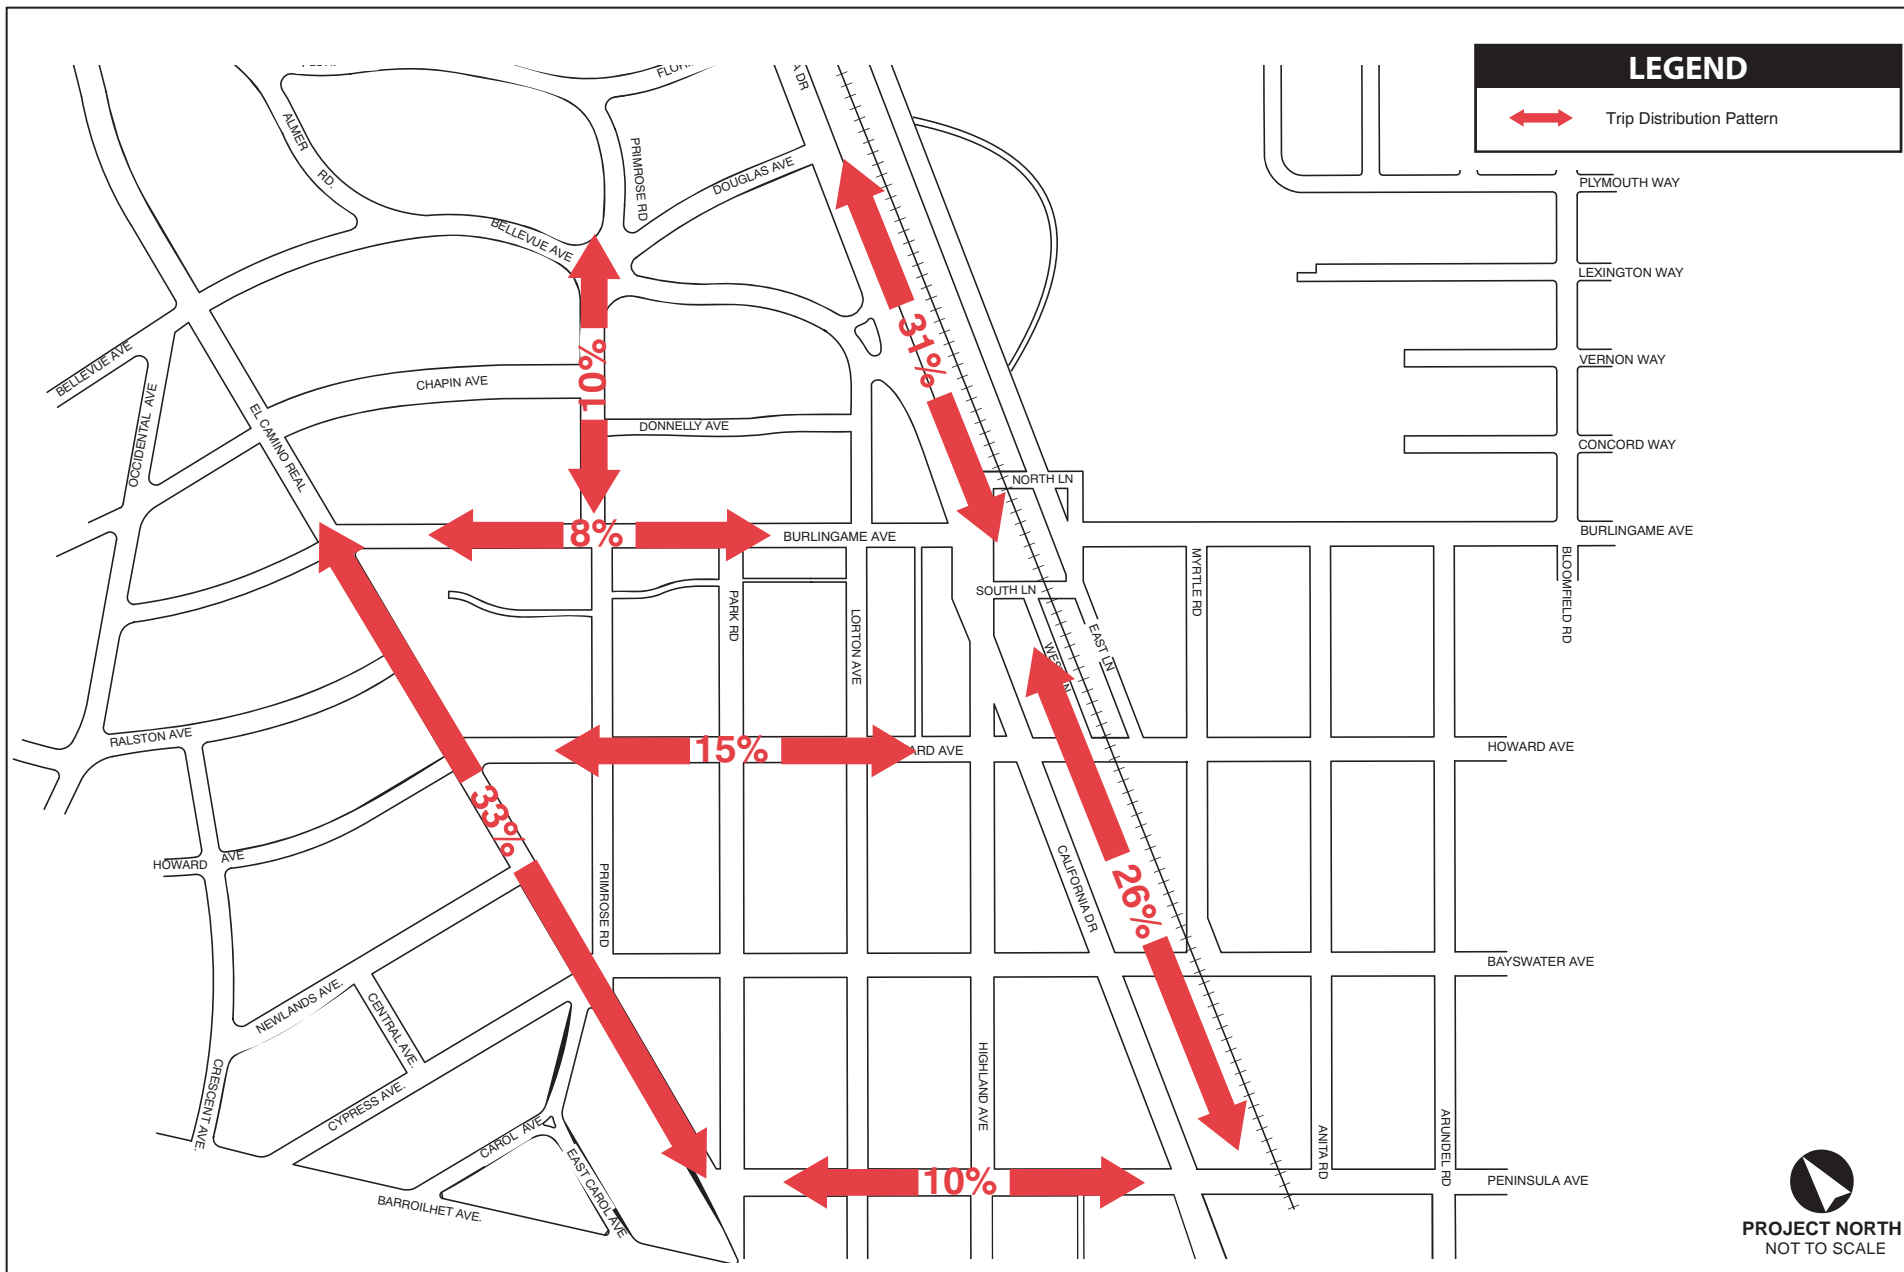 LEGEND
Trip Distribution Pattern
A DR
ALMER
RD.
PRIMROSE RD
DOUGLAS AVE
PLYMOUTH WAY
BELLEVUE AVE
LEXINGTON WAY
BELLEVUE AVE
31%
10%
VERNON WAY
OCCIDENTAL AVE
CHAPIN AVE
EL CAMINO REAL
DONNELLY AVE
CONCORD WAY
NORTH LN
8%
BURLINGAME AVE
BURLINGAME AVE
MYRTLE RD
BLOOMFIELD RD
SOUTH LN
PARK RD
LORTON AVE
EAST LN
RALSTON AVE
15%
ARD AVE
HOWARD AVE
33%
HOWARD AVE
CALIFORNIA DR
26%
PRIMROSE RD
BAYSWATER AVE
NEWLANDS AVE.
CENTRAL AVE.
CRESCENT AVE.
CYPRESS AVE.
HIGHLAND AVE
CAROL AVE
EAST CAROL AVE
ANITA RD
ARUNDEL RD
10%
PENINSULA AVE
BARROILHET AVE.
PROJECT NORTH
NOT TO SCALE